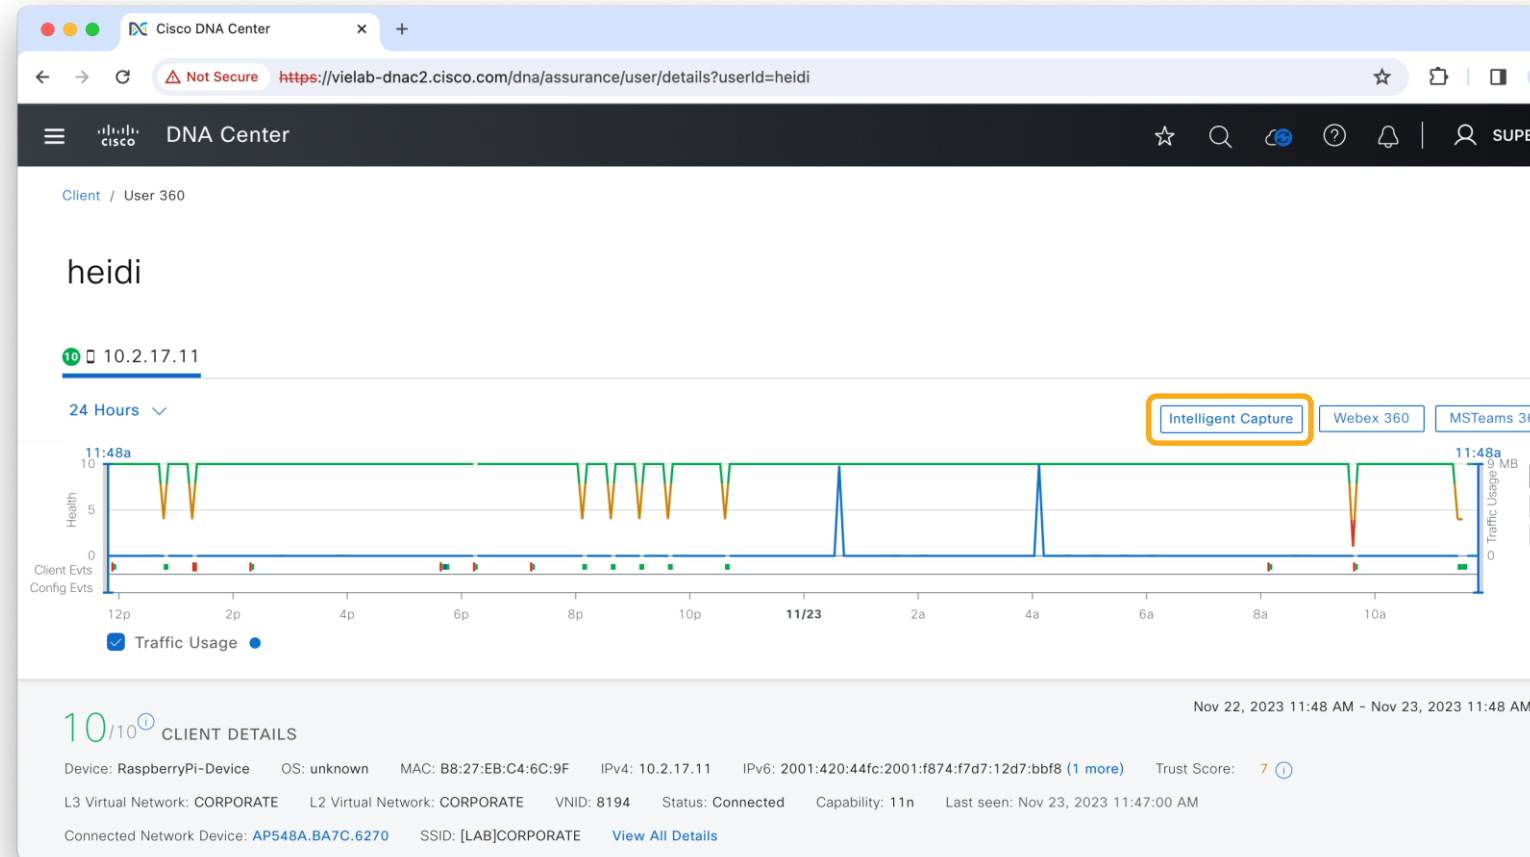 Cisco DNA Center
Not Secure https://vielab-dnac2.cisco.com/dna/assurance/user/details?userId=heidi
cisco DNA Center SUPE
Client / User 360
heidi
10 10.2.17.11
24 Hours Intelligent Capture Webex 360 MSTeams 36
11:48a 11:48a
10 9 MB
Health
5
Traffic Usage
0 0
Client Evts
Config Evts
12p 2p 4p 6p 8p 10p 11/23 2a 4a 6a 8a 10a
Traffic Usage
Nov 22, 2023 11:48 AM - Nov 23, 2023 11:48 AM
10/10 CLIENT DETAILS
Device: RaspberryPi-Device OS: unknown MAC: B8:27:EB:C4:6C:9F IPv4: 10.2.17.11 IPv6: 2001:420:44fc:2001:f874:f7d7:12d7:bbf8 (1 more) Trust Score: 7
L3 Virtual Network: CORPORATE L2 Virtual Network: CORPORATE VNID: 8194 Status: Connected Capability: 11n Last seen: Nov 23, 2023 11:47:00 AM
Connected Network Device: AP548A.BA7C.6270 SSID: [LAB]CORPORATE View All Details